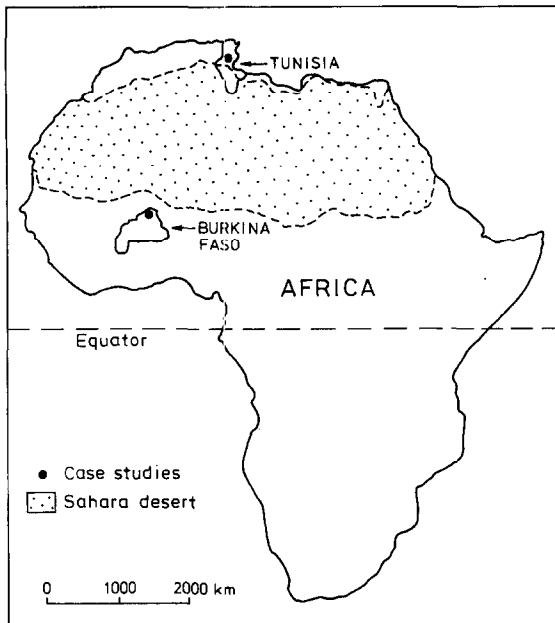 TUNISIA
BURKINA
FASO
AFRICA
Equator
Case studies
Sahara desert
0 1000 2000 km